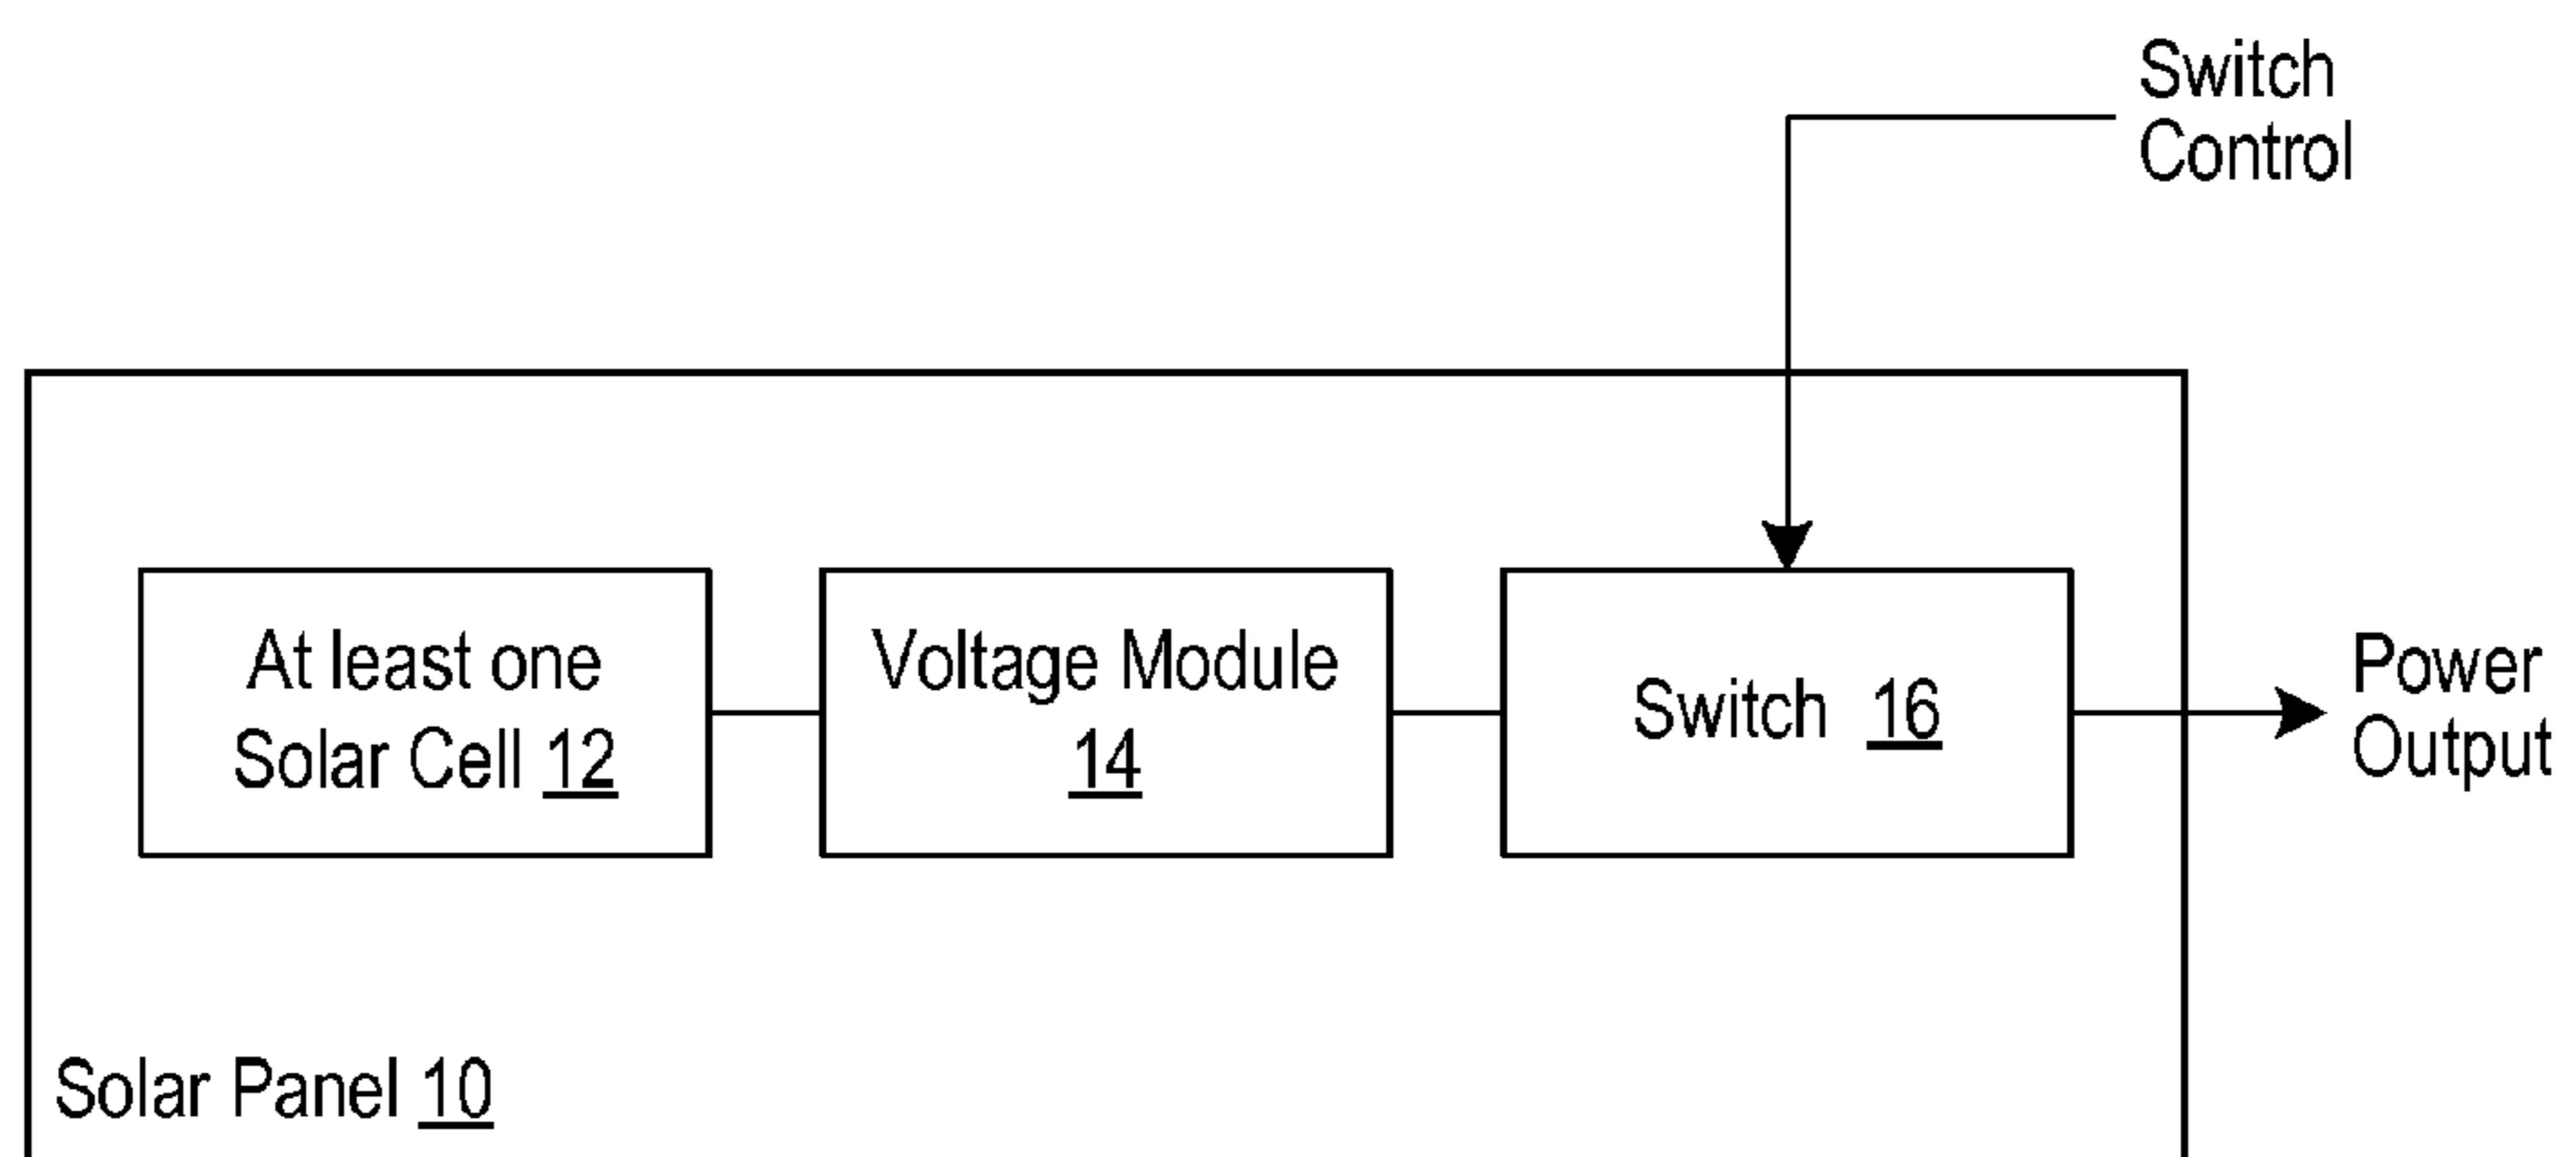 Switch
Control
At least one
Solar Cell 12
Voltage Module
14
Switch 16
Power
Output
Solar Panel 10